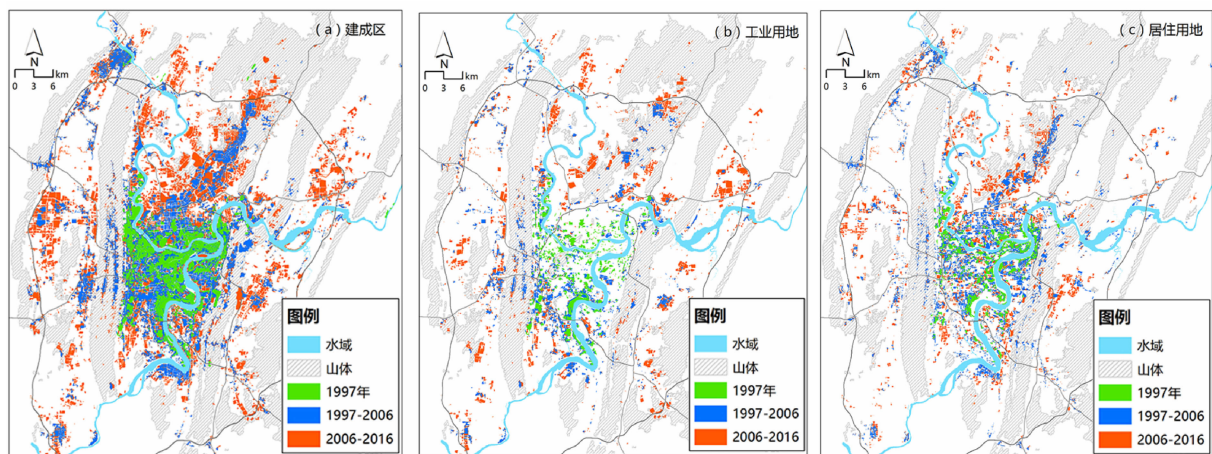 （a）建成区
N
0 3 6 km
图例
水域
山体
1997年
1997-2006
2006-2016
（b）工业用地
N
0 3 6 km
图例
水域
山体
1997年
1997-2006
2006-2016
（c）居住用地
N
0 3 6 km
图例
水域
山体
1997年
1997-2006
2006-2016